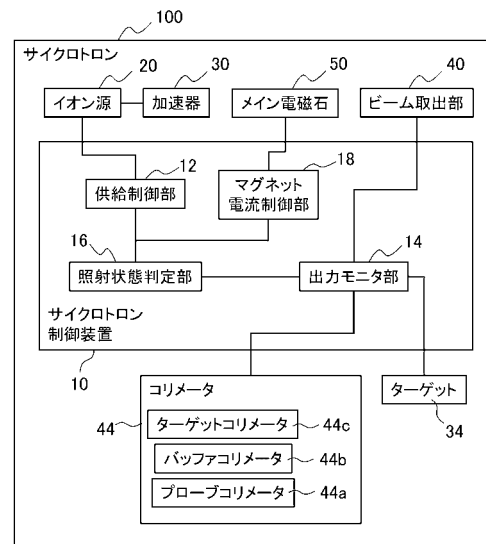 100
サイクロトロン
20
30
50
40
イオン源
加速器
メイン電磁石
ビーム取出部
12
18
供給制御部
マグネット
電流制御部
16
14
照射状態判定部
出力モニタ部
サイクロトロン
制御装置
10
コリメータ
ターゲット
44
ターゲットコリメータ
44c
34
バッファコリメータ
44b
プローブコリメータ
44a